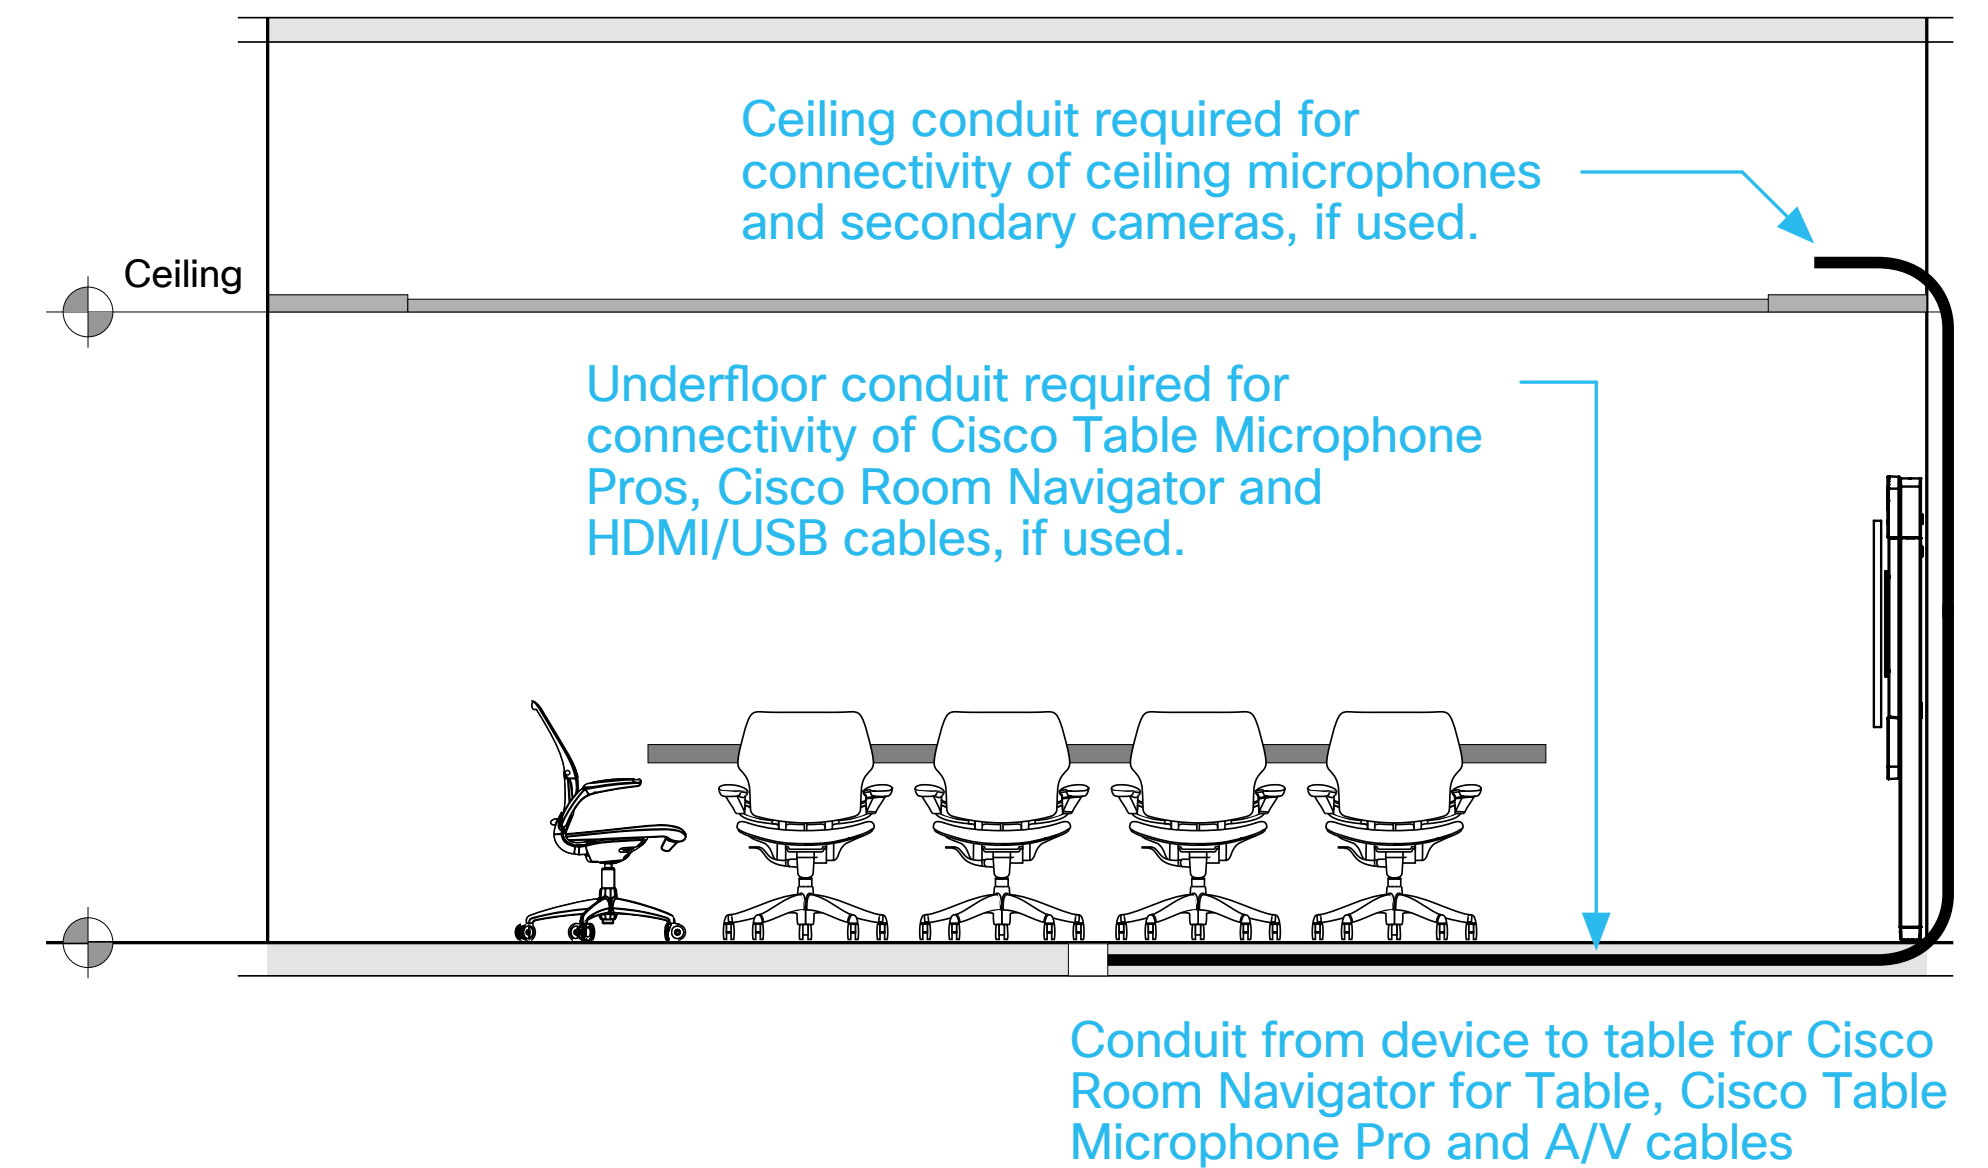 Ceiling conduit required for
connectivity of ceiling microphones
and secondary cameras, if used.
Ceiling
Underfloor conduit required for
connectivity of Cisco Table Microphone
Pros, Cisco Room Navigator and
HDMI/USB cables, if used.
Conduit from device to table for Cisco
Room Navigator for Table, Cisco Table
Microphone Pro and A/V cables